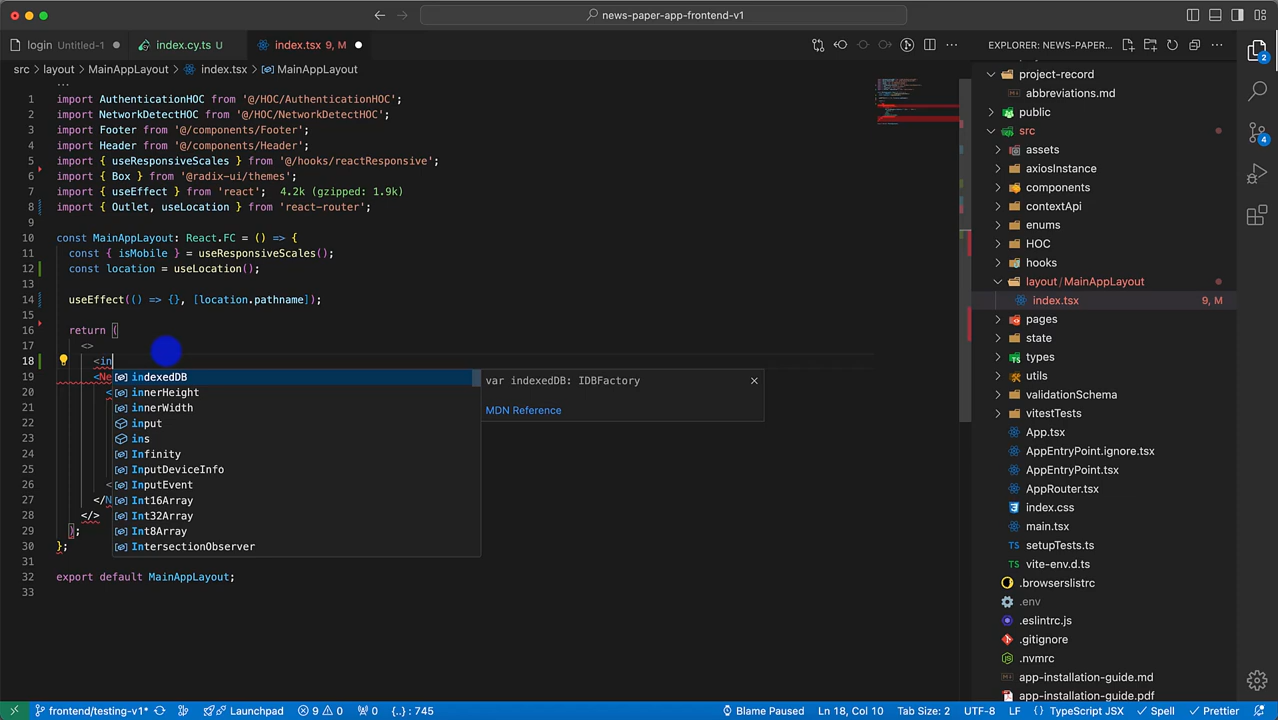 news-paper-app-frontend-v1
login Untitled-1
index.cy.ts U
index.tsx 9, M
src > layout > MainAppLayout > index.tsx > MainAppLayout
...
1 import AuthenticationHOC from '@/HOC/AuthenticationHOC';
2 import NetworkDetectHOC from '@/HOC/NetworkDetectHOC';
3 import Footer from '@/components/Footer';
4 import Header from '@/components/Header';
5 import { useResponsiveScales } from '@/hooks/reactResponsive';
6 import { Box } from '@radix-ui/themes';
7 import { useEffect } from 'react'; 4.2k (gzipped: 1.9k)
8 import { Outlet, useLocation } from 'react-router';
9
10 const MainAppLayout: React.FC = () => {
11 const { isMobile } = useResponsiveScales();
12 const location = useLocation();
13
14 useEffect(() => {}, [location.pathname]);
15
16 return (
17 <>
18 <in
19 <Ne
20 <
21
22
23
24
25
26 <
27 </N
28 </>
29 );
30 };
31
32 export default MainAppLayout;
33
indexedDB
innerHeight
innerWidth
input
ins
Infinity
InputDeviceInfo
InputEvent
Int16Array
Int32Array
Int8Array
IntersectionObserver
var indexedDB: IDBFactory
MDN Reference
EXPLORER: NEWS-PAPER...
project-record
abbreviations.md
public
src
assets
axiosInstance
components
contextApi
enums
HOC
hooks
layout / MainAppLayout
index.tsx 9, M
pages
state
types
utils
validationSchema
vitestTests
App.tsx
AppEntryPoint.ignore.tsx
AppEntryPoint.tsx
AppRouter.tsx
index.css
main.tsx
TS setupTests.ts
TS vite-env.d.ts
.browserslistrc
.env
.eslintrc.js
.gitignore
.nvmrc
app-installation-guide.md
app-installation-guide.pdf
2
4
frontend/testing-v1*
Launchpad
9 0
0
{..} : 745
Blame Paused
Ln 18, Col 10
Tab Size: 2
UTF-8
LF
{} TypeScript JSX
Spell
Prettier